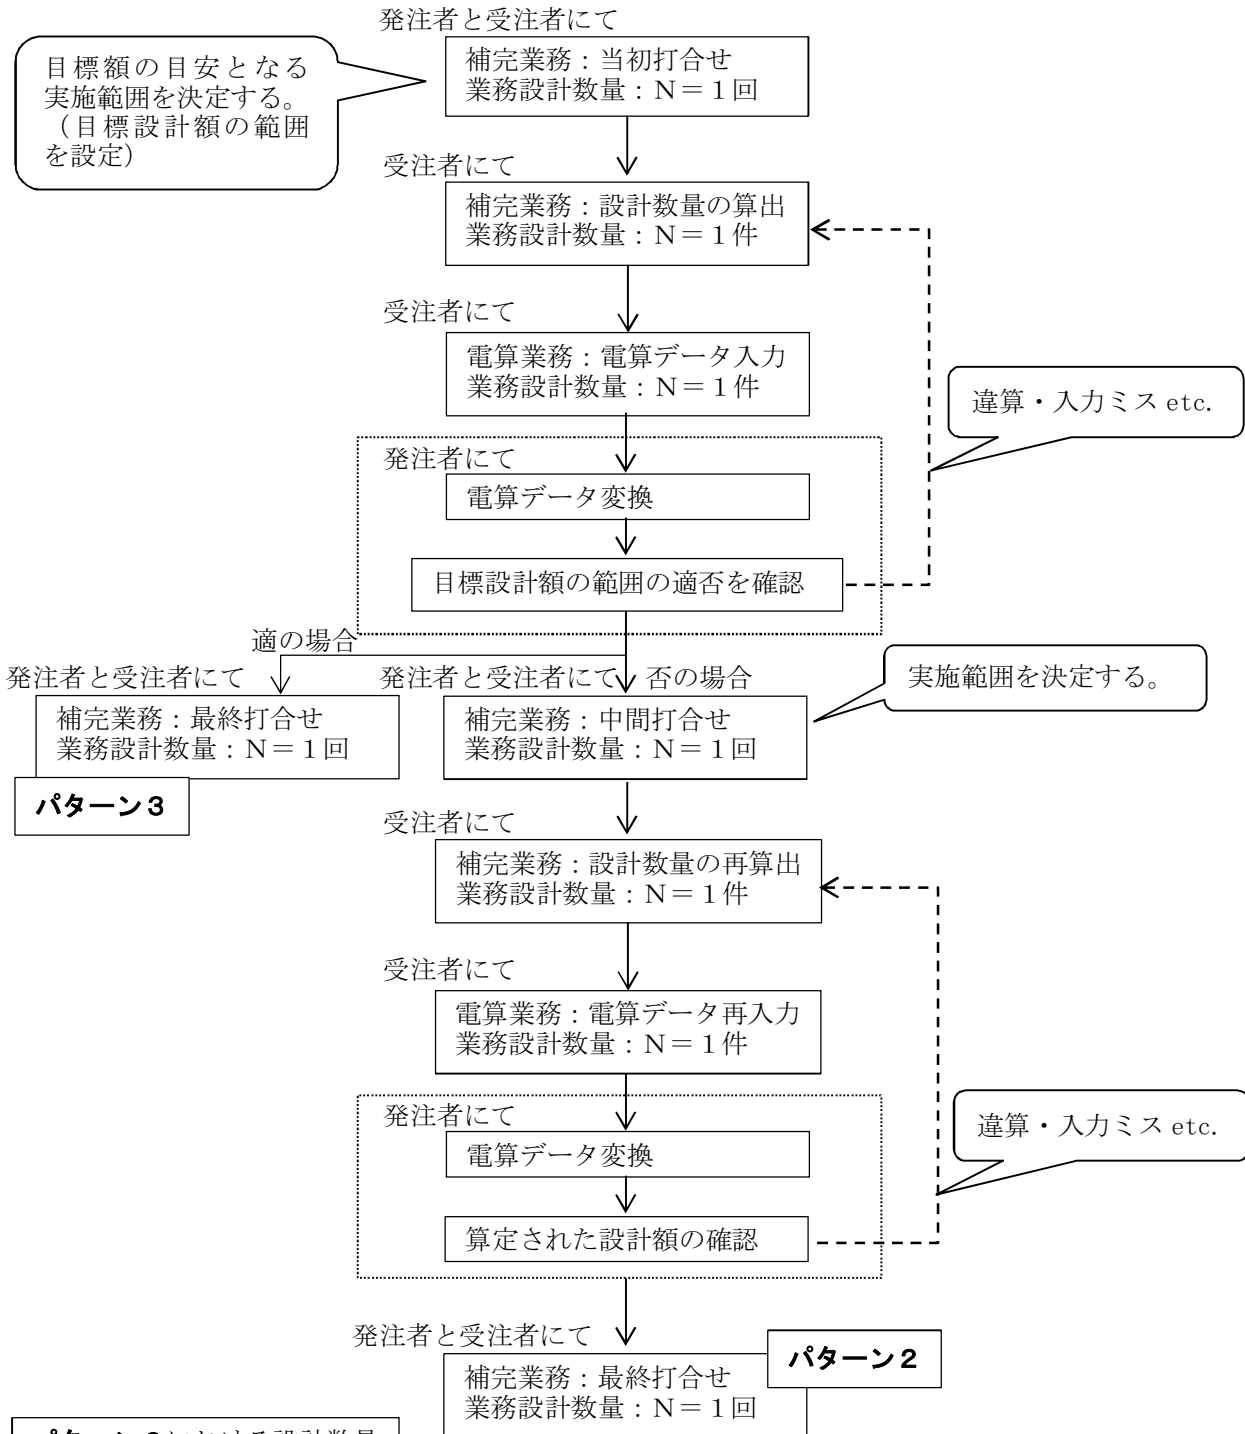 発注者と受注者にて
補完業務：当初打合せ
業務設計数量：Ｎ＝１回
目標額の目安となる
実施範囲を決定する。
（目標設計額の範囲
を設定）
受注者にて
補完業務：設計数量の算出
業務設計数量：Ｎ＝１件
受注者にて
電算業務：電算データ入力
業務設計数量：Ｎ＝１件
違算・入力ミス etc.
発注者にて
電算データ変換
目標設計額の範囲の適否を確認
適の場合
発注者と受注者にて
補完業務：最終打合せ
業務設計数量：Ｎ＝１回
パターン３
発注者と受注者にて
否の場合
補完業務：中間打合せ
業務設計数量：Ｎ＝１回
実施範囲を決定する。
受注者にて
補完業務：設計数量の再算出
業務設計数量：Ｎ＝１件
受注者にて
電算業務：電算データ再入力
業務設計数量：Ｎ＝１件
発注者にて
電算データ変換
違算・入力ミス etc.
算定された設計額の確認
発注者と受注者にて
パターン２
補完業務：最終打合せ
業務設計数量：Ｎ＝１回